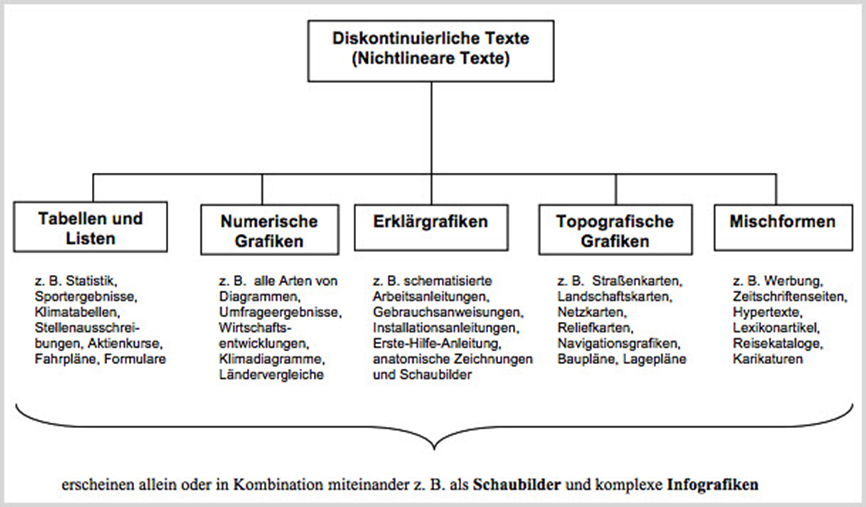 Diskontinuierliche Texte
(Nichtlineare Texte)
Tabellen und
Listen
Numerische
Grafiken
Erklärgrafiken
Topografische
Grafiken
Mischformen
z. B. Statistik,
Sportergebnisse,
Klimatabellen,
Stellenausschrei-
bungen, Aktienkurse,
Fahrpläne, Formulare
z. B. alle Arten von
Diagrammen,
Umfrageergebnisse,
Wirtschafts-
entwicklungen,
Klimadiagramme,
Ländervergleiche
z. B. schematisierte
Arbeitsanleitungen,
Gebrauchsanweisungen,
Installationsanleitungen,
Erste-Hilfe-Anleitung,
anatomische Zeichnungen
und Schaubilder
z. B. Straßenkarten,
Landschaftskarten,
Netzkarten,
Reliefkarten,
Navigationsgrafiken,
Baupläne, Lagepläne
z. B. Werbung,
Zeitschriftenseiten,
Hypertexte,
Lexikonartikel,
Reisekataloge,
Karikaturen
erscheinen allein oder in Kombination miteinander z. B. als Schaubilder und komplexe Infografiken